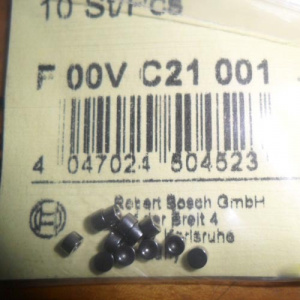 10 St/Pcs
F 00V C21 001
4 047024 504523
Robert Bosch GmbH
Breit 4
Karlsruhe